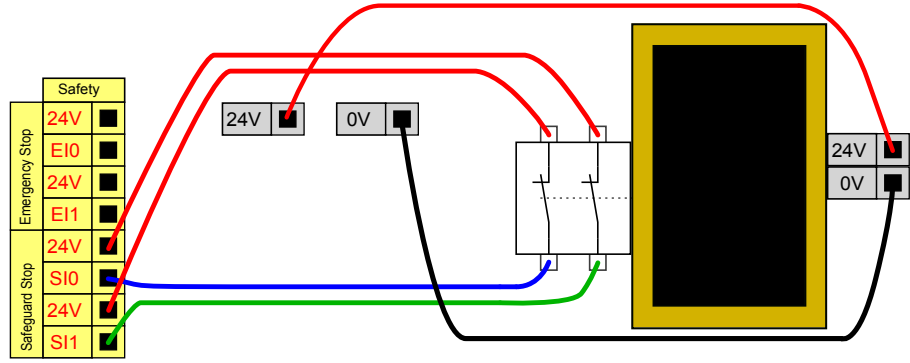 Safety
Emergency Stop
24V
EI0
24V
EI1
Safeguard Stop
24V
SI0
24V
SI1
24V
0V
24V
0V